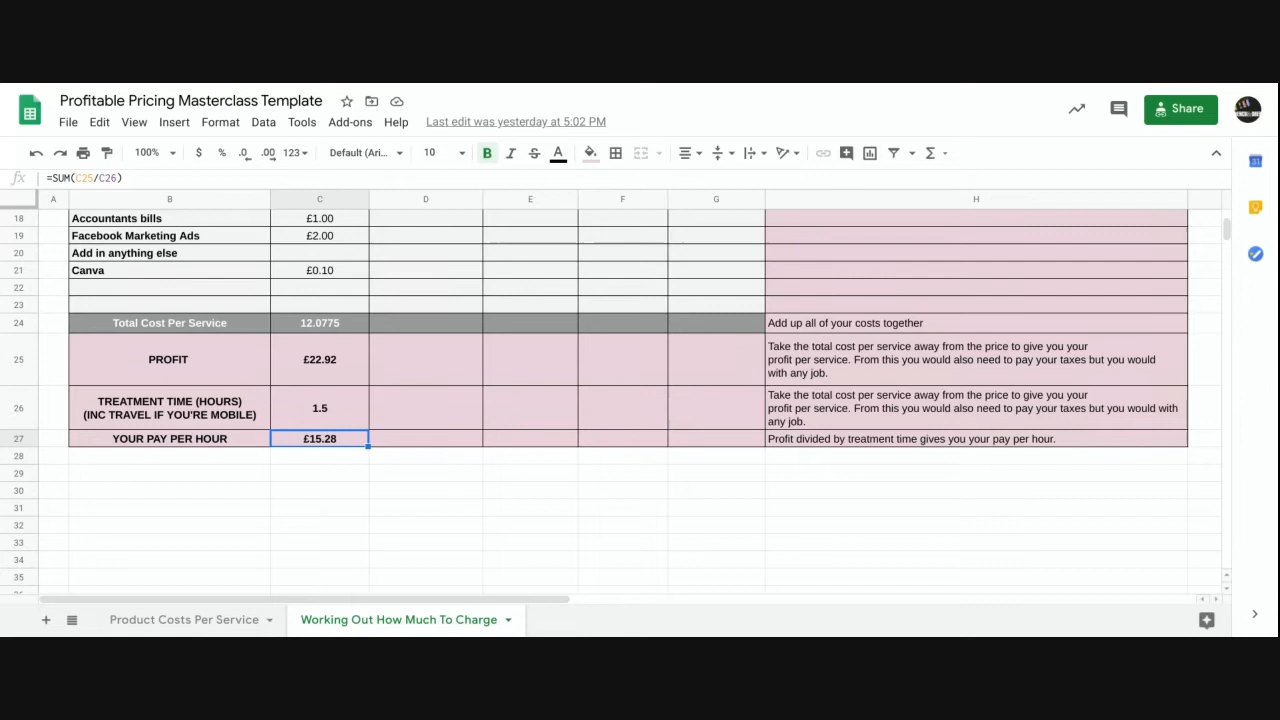 Profitable Pricing Masterclass Template
Share
File Edit View Insert Format Data Tools Add-ons Help Last edit was yesterday at 5:02 PM
100% $ % .0 .00 123 Default (Ari... 10 B I S A Σ
fx =SUM(C25/C26)
A B C D E F G H
18 Accountants bills £1.00
19 Facebook Marketing Ads £2.00
20 Add in anything else
21 Canva £0.10
22
23
24 Total Cost Per Service 12.0775 Add up all of your costs together
Take the total cost per service away from the price to give you your
25 PROFIT £22.92 profit per service. From this you would also need to pay your taxes but you would
with any job.
TREATMENT TIME (HOURS) Take the total cost per service away from the price to give you your
26 (INC TRAVEL IF YOU'RE MOBILE) 1.5 profit per service. From this you would also need to pay your taxes but you would with
any job.
27 YOUR PAY PER HOUR £15.28 Profit divided by treatment time gives you your pay per hour.
28
29
30
31
32
33
34
35
Product Costs Per Service Working Out How Much To Charge